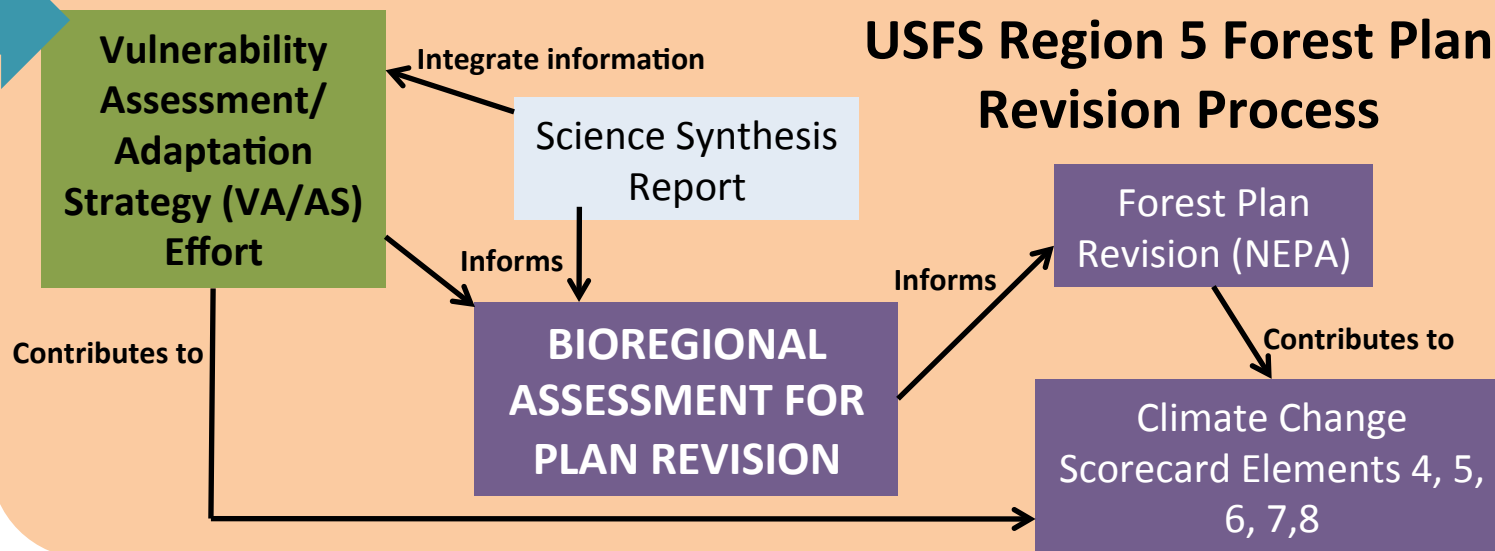 USFS Region 5 Forest Plan
Revision Process
Vulnerability
Assessment/
Adaptation
Strategy (VA/AS)
Effort
Integrate information
Science Synthesis
Report
Informs
BIOREGIONAL
ASSESSMENT FOR
PLAN REVISION
Informs
Forest Plan
Revision (NEPA)
Contributes to
Contributes to
Climate Change
Scorecard Elements 4, 5,
6, 7,8